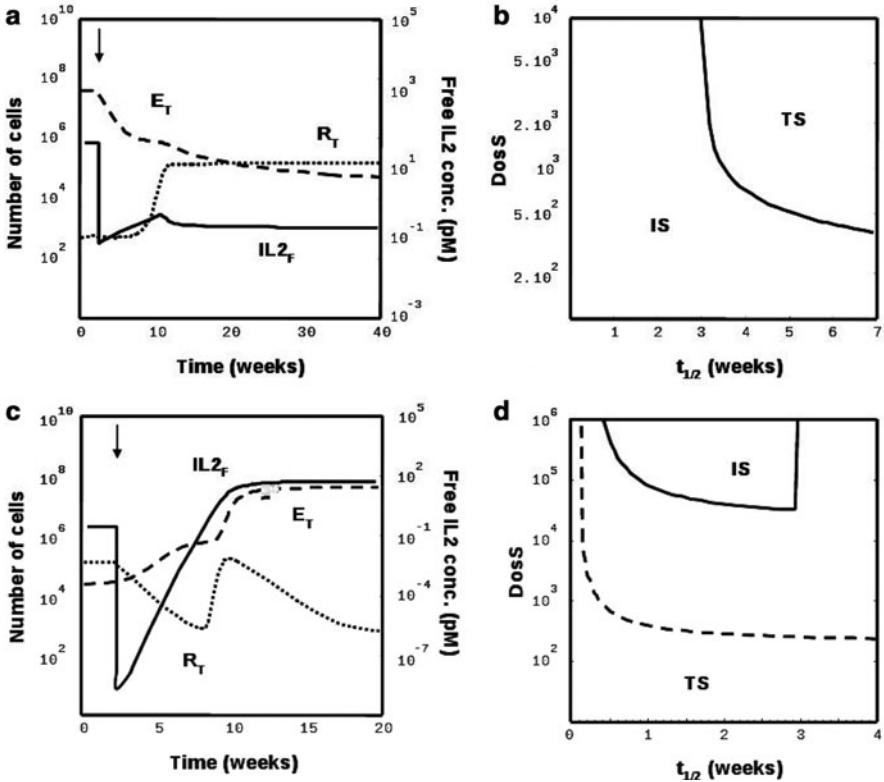 a
10^10
10^8
10^6
10^4
10^2
Number of cells
E_T
R_T
IL2_F
10^5
10^3
10^1
10^-1
10^-3
Free IL2 conc. (pM)
0
10
20
30
40
Time (weeks)
b
10^4
5.10^3
2.10^3
10^3
5.10^2
2.10^2
DosS
TS
IS
1
2
3
4
5
6
7
t_1/2 (weeks)
c
10^10
10^8
10^6
10^4
10^2
Number of cells
IL2_F
E_T
R_T
10^5
10^2
10^-1
10^-4
10^-7
Free IL2 conc. (pM)
0
5
10
15
20
Time (weeks)
d
10^6
10^5
10^4
10^3
10^2
DosS
IS
TS
0
1
2
3
4
t_1/2 (weeks)